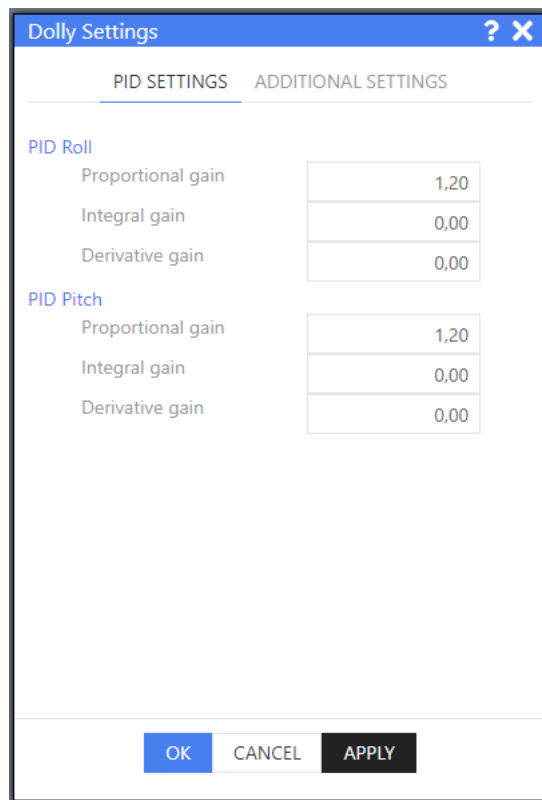 Dolly Settings ?
PID SETTINGS ADDITIONAL SETTINGS
PID Roll
Proportional gain 1,20
Integral gain 0,00
Derivative gain 0,00
PID Pitch
Proportional gain 1,20
Integral gain 0,00
Derivative gain 0,00
OK CANCEL APPLY